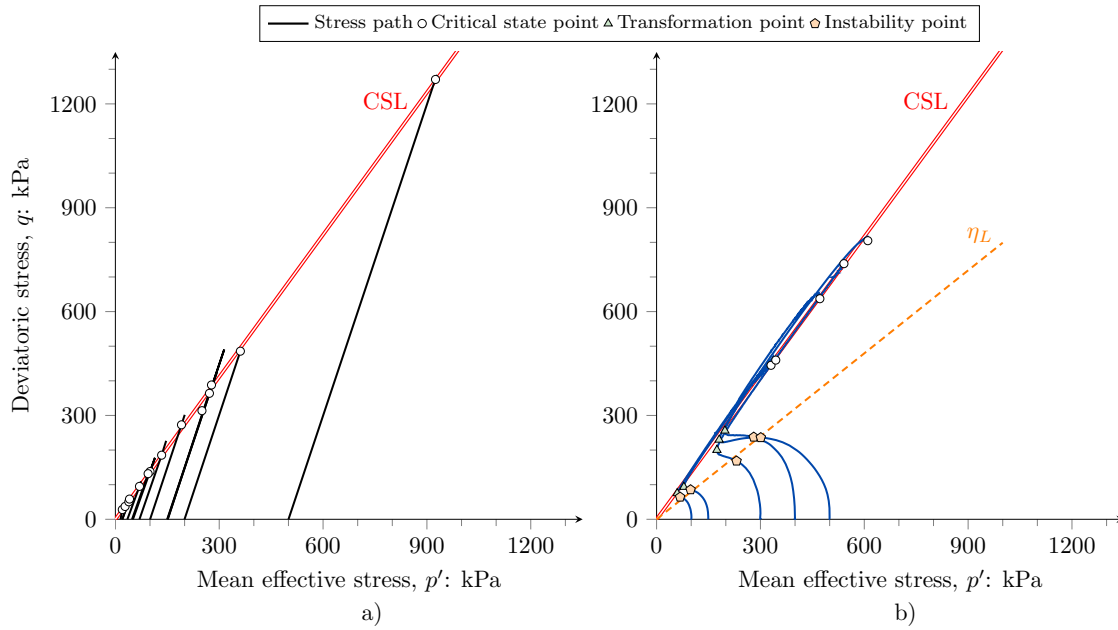 Stress path Critical state point Transformation point Instability point
CSL
1200
900
600
300
0
0 300 600 900 1200
Deviatoric stress, q: kPa
Mean effective stress, p′: kPa
a)
CSL
η_L
1200
900
600
300
0
0 300 600 900 1200
Mean effective stress, p′: kPa
b)